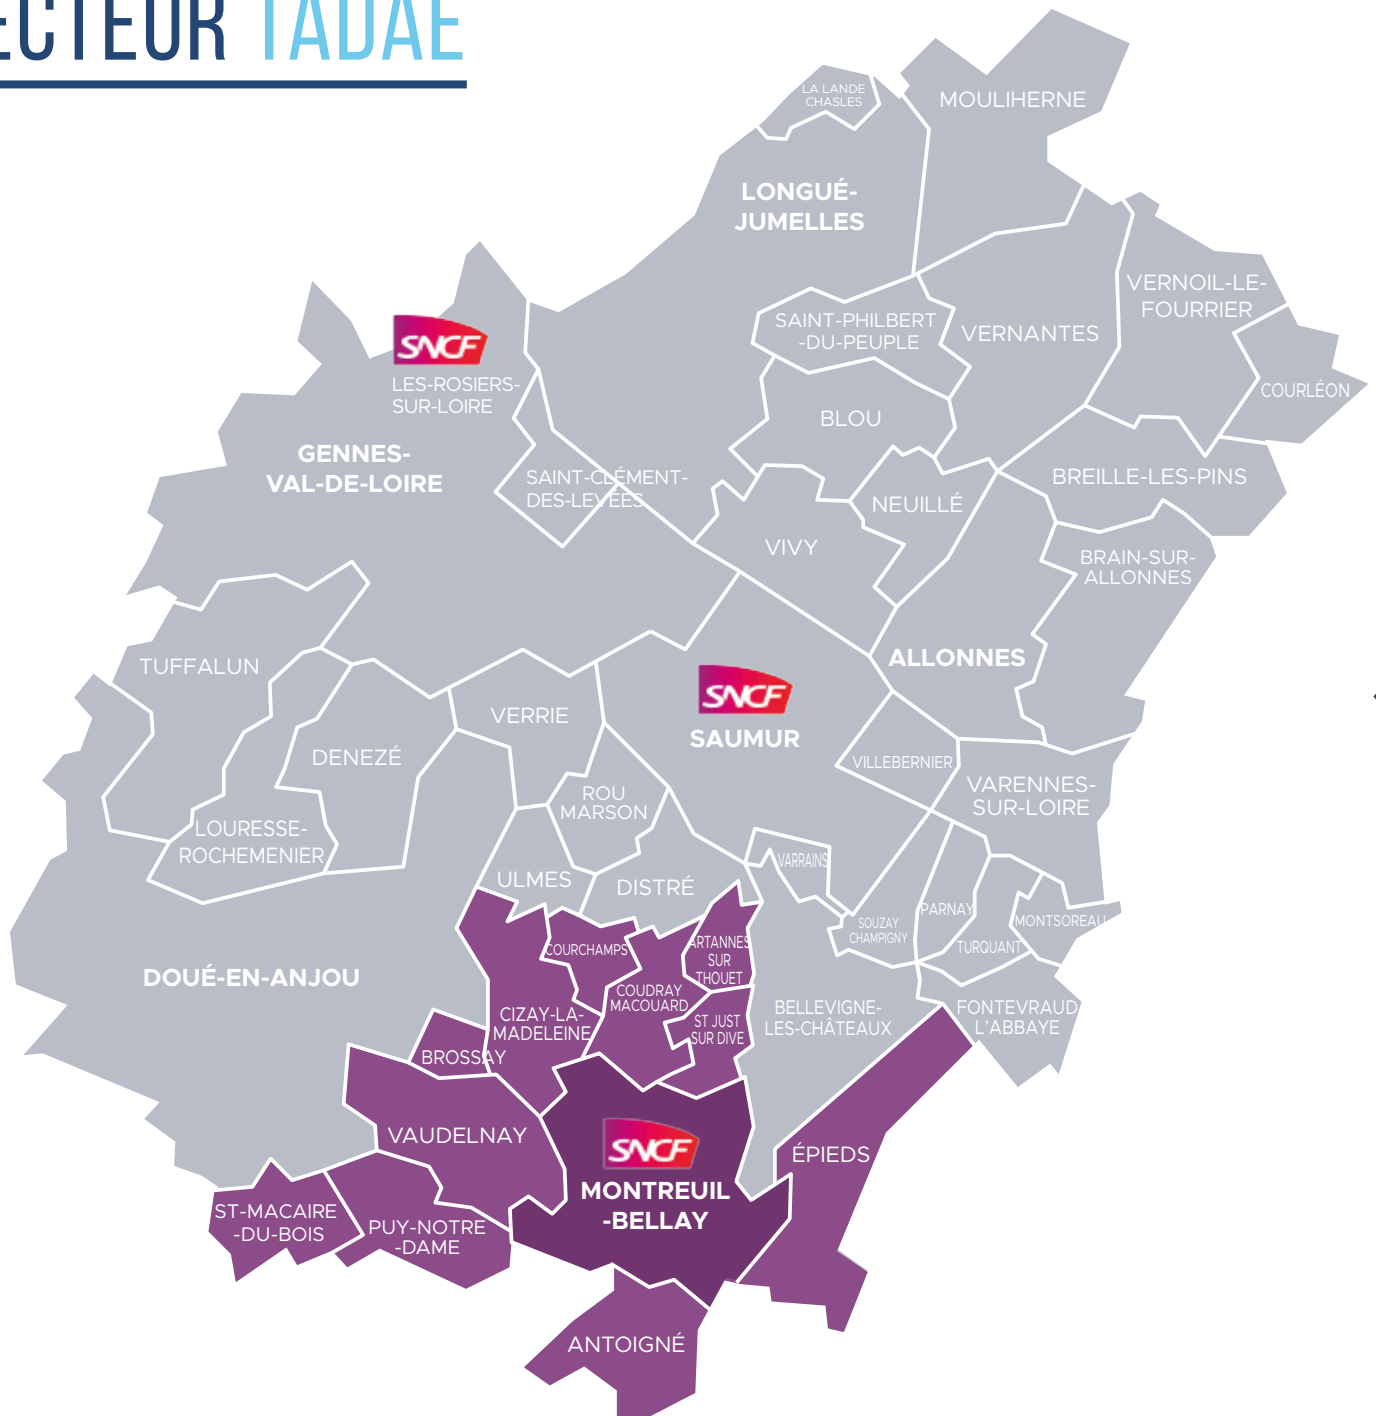 ECTEUR TADAE
LA LANDE
CHASLES
MOULIHERNE
LONGUÉ-
JUMELLES
VERNOIL-LE-
FOURRIER
SAINT-PHILBERT
-DU-PEUPLE
VERNANTES
SNCF
LES-ROSIERS-
SUR-LOIRE
COURLÉON
BLOU
GENNES-
VAL-DE-LOIRE
SAINT-CLÉMENT-
DES-LEVÉES
BREILLE-LES-PINS
NEUILLÉ
VIVY
BRAIN-SUR-
ALLONNES
TUFFALUN
ALLONNES
SNCF
SAUMUR
VERRIE
DENEZÉ
VILLEBERNIER
VARENNES-
SUR-LOIRE
ROU
MARSON
LOURESSE-
ROCHEMENIER
VARRAINS
ULMES
DISTRÉ
PARNAY
MONTSOREAU
SOUZAY
CHAMPIGNY
TURQUANT
COURCHAMPS
ARTANNES
SUR
THOUET
DOUÉ-EN-ANJOU
COUDRAY
MACOUARD
CIZAY-LA-
MADELEINE
ST JUST
SUR DIVE
BELLEVIGNE-
LES-CHÂTEAUX
FONTEVRAUD
L'ABBAYE
BROSSAY
VAUDELNAY
SNCF
MONTREUIL
-BELLAY
ÉPIEDS
ST-MACAIRE
-DU-BOIS
PUY-NOTRE
-DAME
ANTOIGNÉ